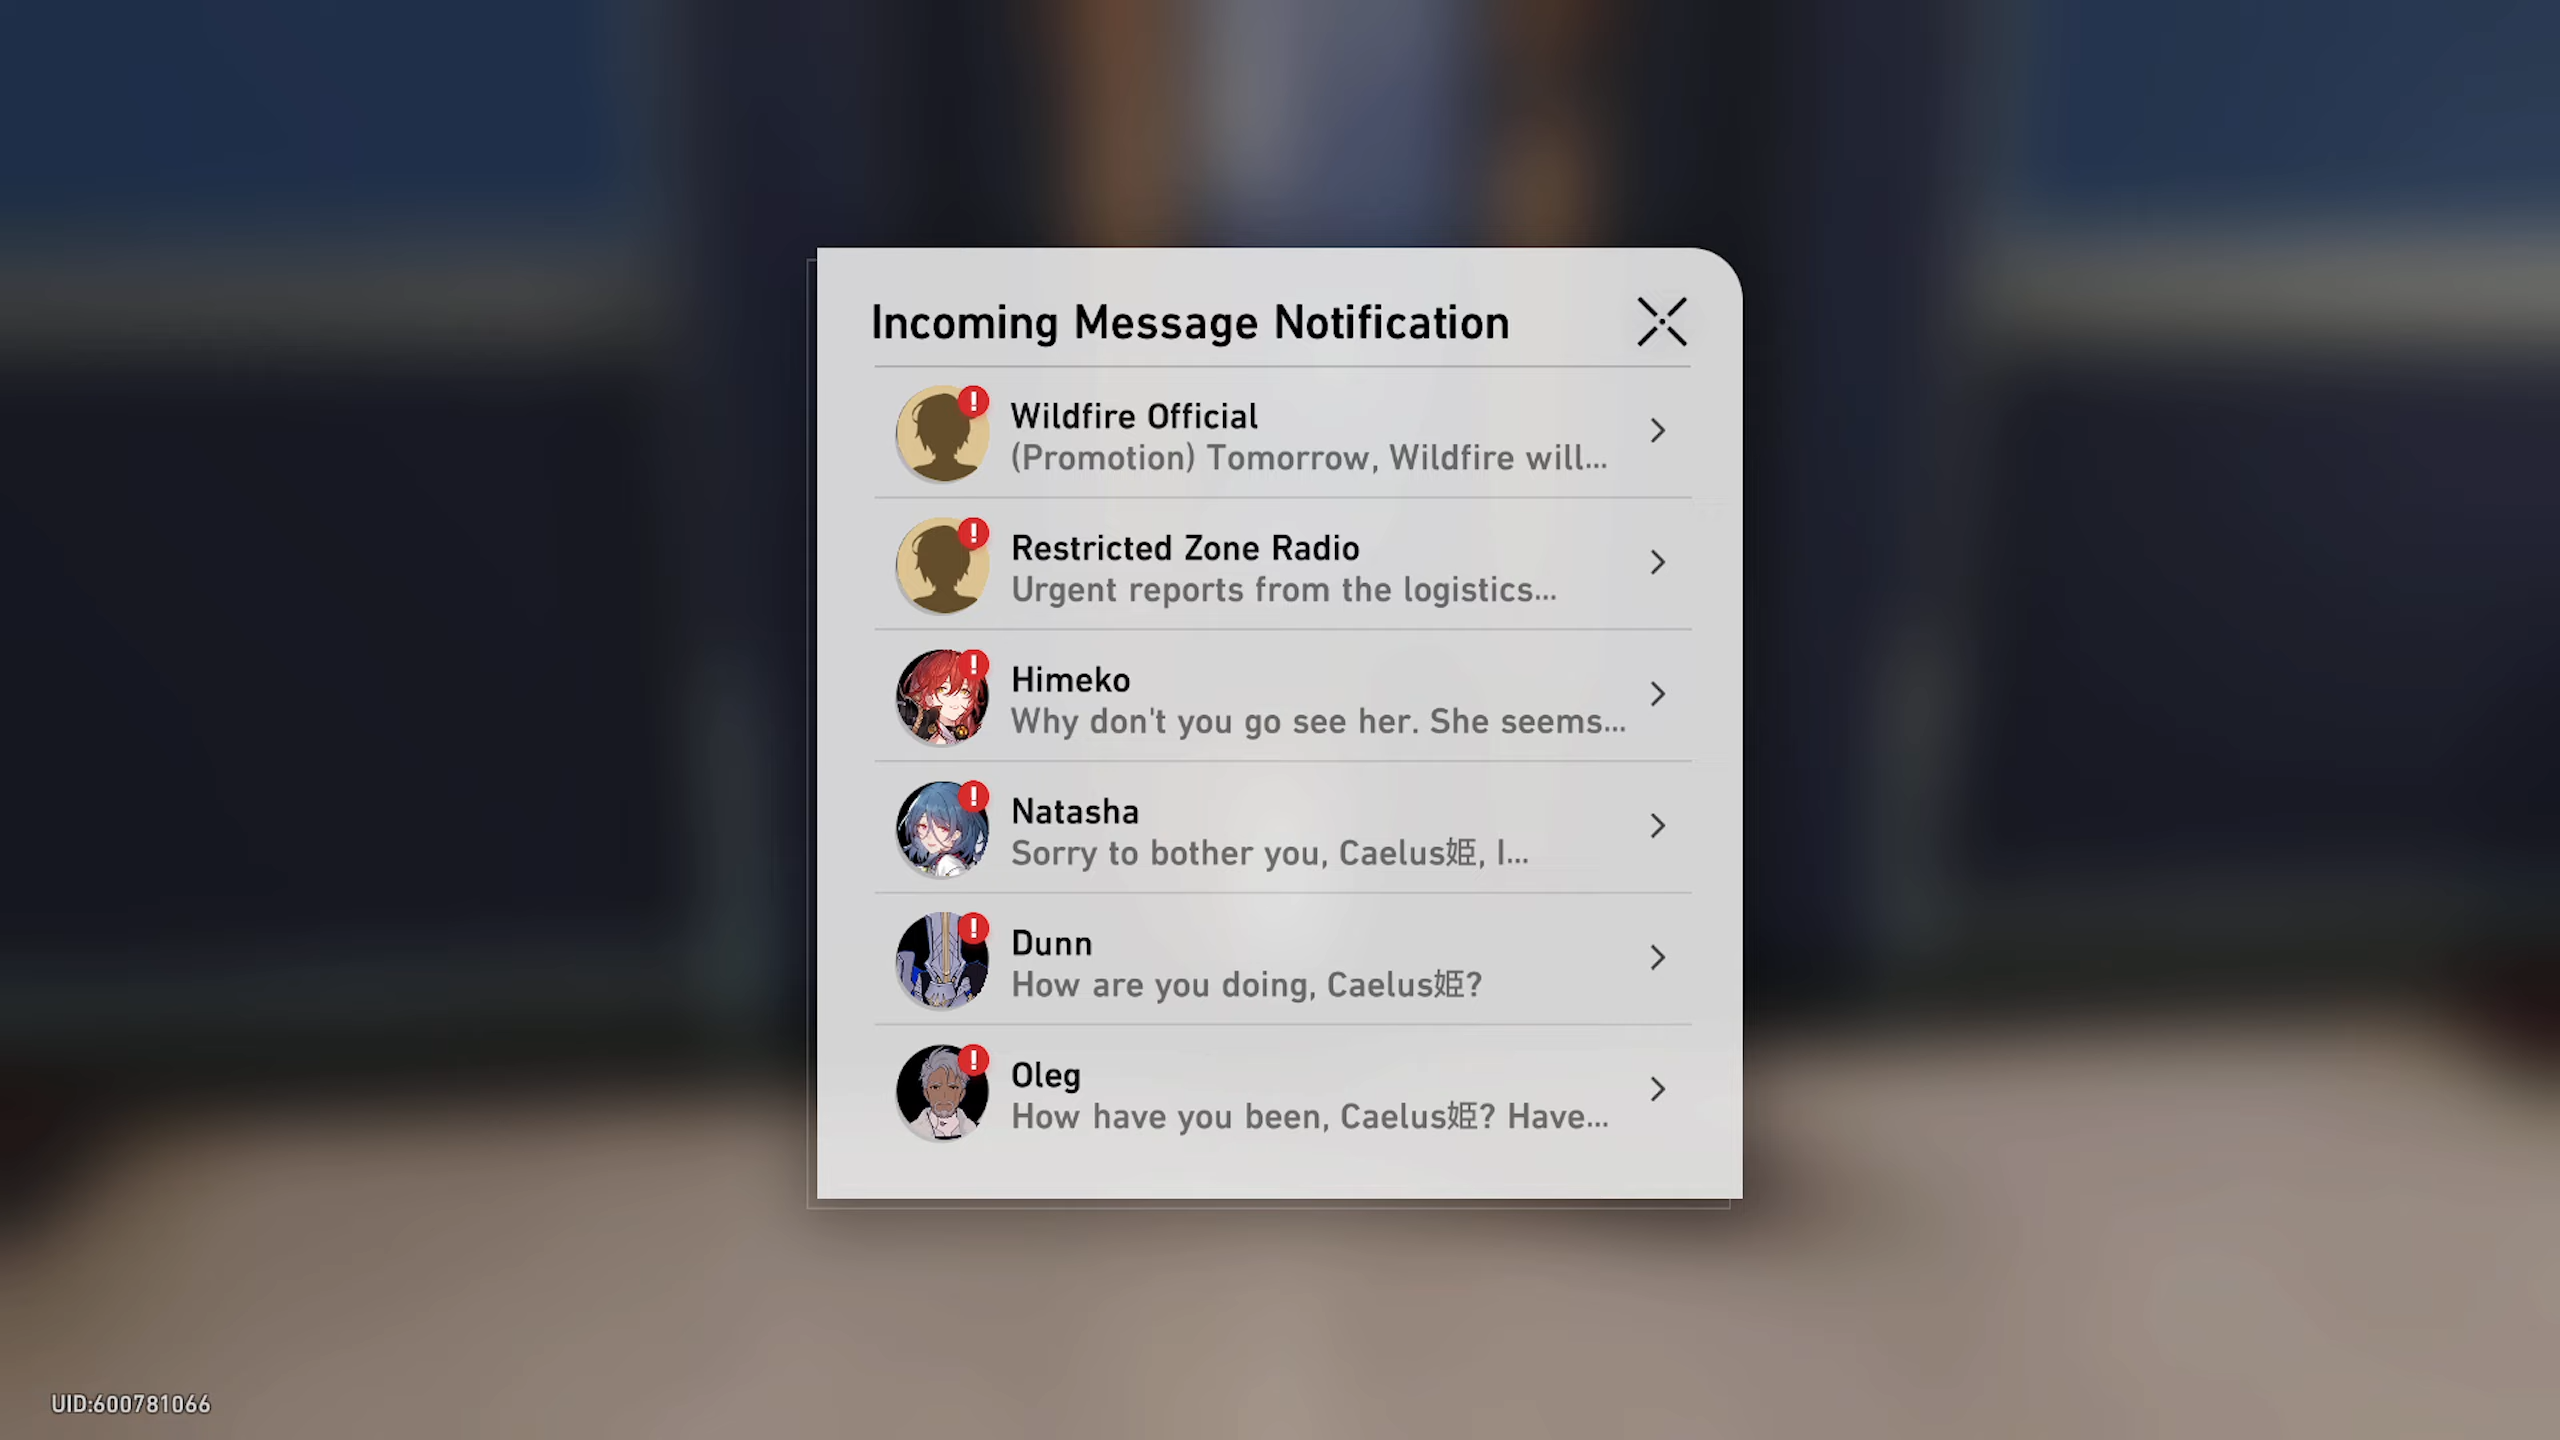 Incoming Message Notification
Wildfire Official
(Promotion) Tomorrow, Wildfire will...
Restricted Zone Radio
Urgent reports from the logistics...
Himeko
Why don't you go see her. She seems...
Natasha
Sorry to bother you, Caelus姫, I...
Dunn
How are you doing, Caelus姫?
Oleg
How have you been, Caelus姫? Have...
UID:600781066